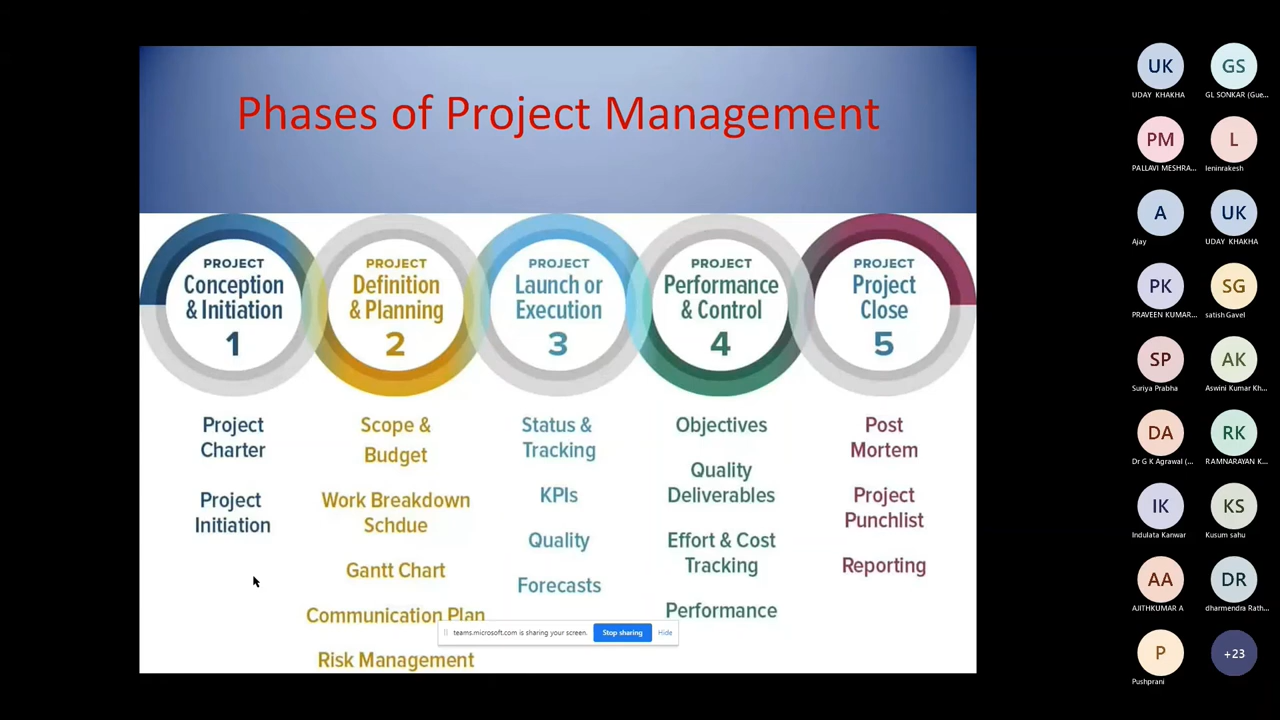 Phases of Project Management
PROJECT
Conception
& Initiation
1
Project
Charter
Project
Initiation
PROJECT
Definition
& Planning
2
Scope &
Budget
Work Breakdown
Schdue
Gantt Chart
Communication Plan
Risk Management
PROJECT
Launch or
Execution
3
Status &
Tracking
KPIs
Quality
Forecasts
PROJECT
Performance
& Control
4
Objectives
Quality
Deliverables
Effort & Cost
Tracking
Performance
PROJECT
Project
Close
5
Post
Mortem
Project
Punchlist
Reporting
teams.microsoft.com is sharing your screen.
Stop sharing
Hide
UK
UDAY KHAKHA
GS
GL SONKAR (Gue...
PM
PALLAVI MESHRA...
L
leninrakesh
A
Ajay
UK
UDAY KHAKHA
PK
PRAVEEN KUMAR...
SG
satish Gavel
SP
Suriya Prabha
AK
Aswini Kumar Kh...
DA
Dr G K Agrawal (...
RK
RAMNARAYAN K...
IK
Indulata Kanwar
KS
Kusum sahu
AA
AJITHKUMAR A
DR
dharmendra Rath...
P
Pushprani
+23